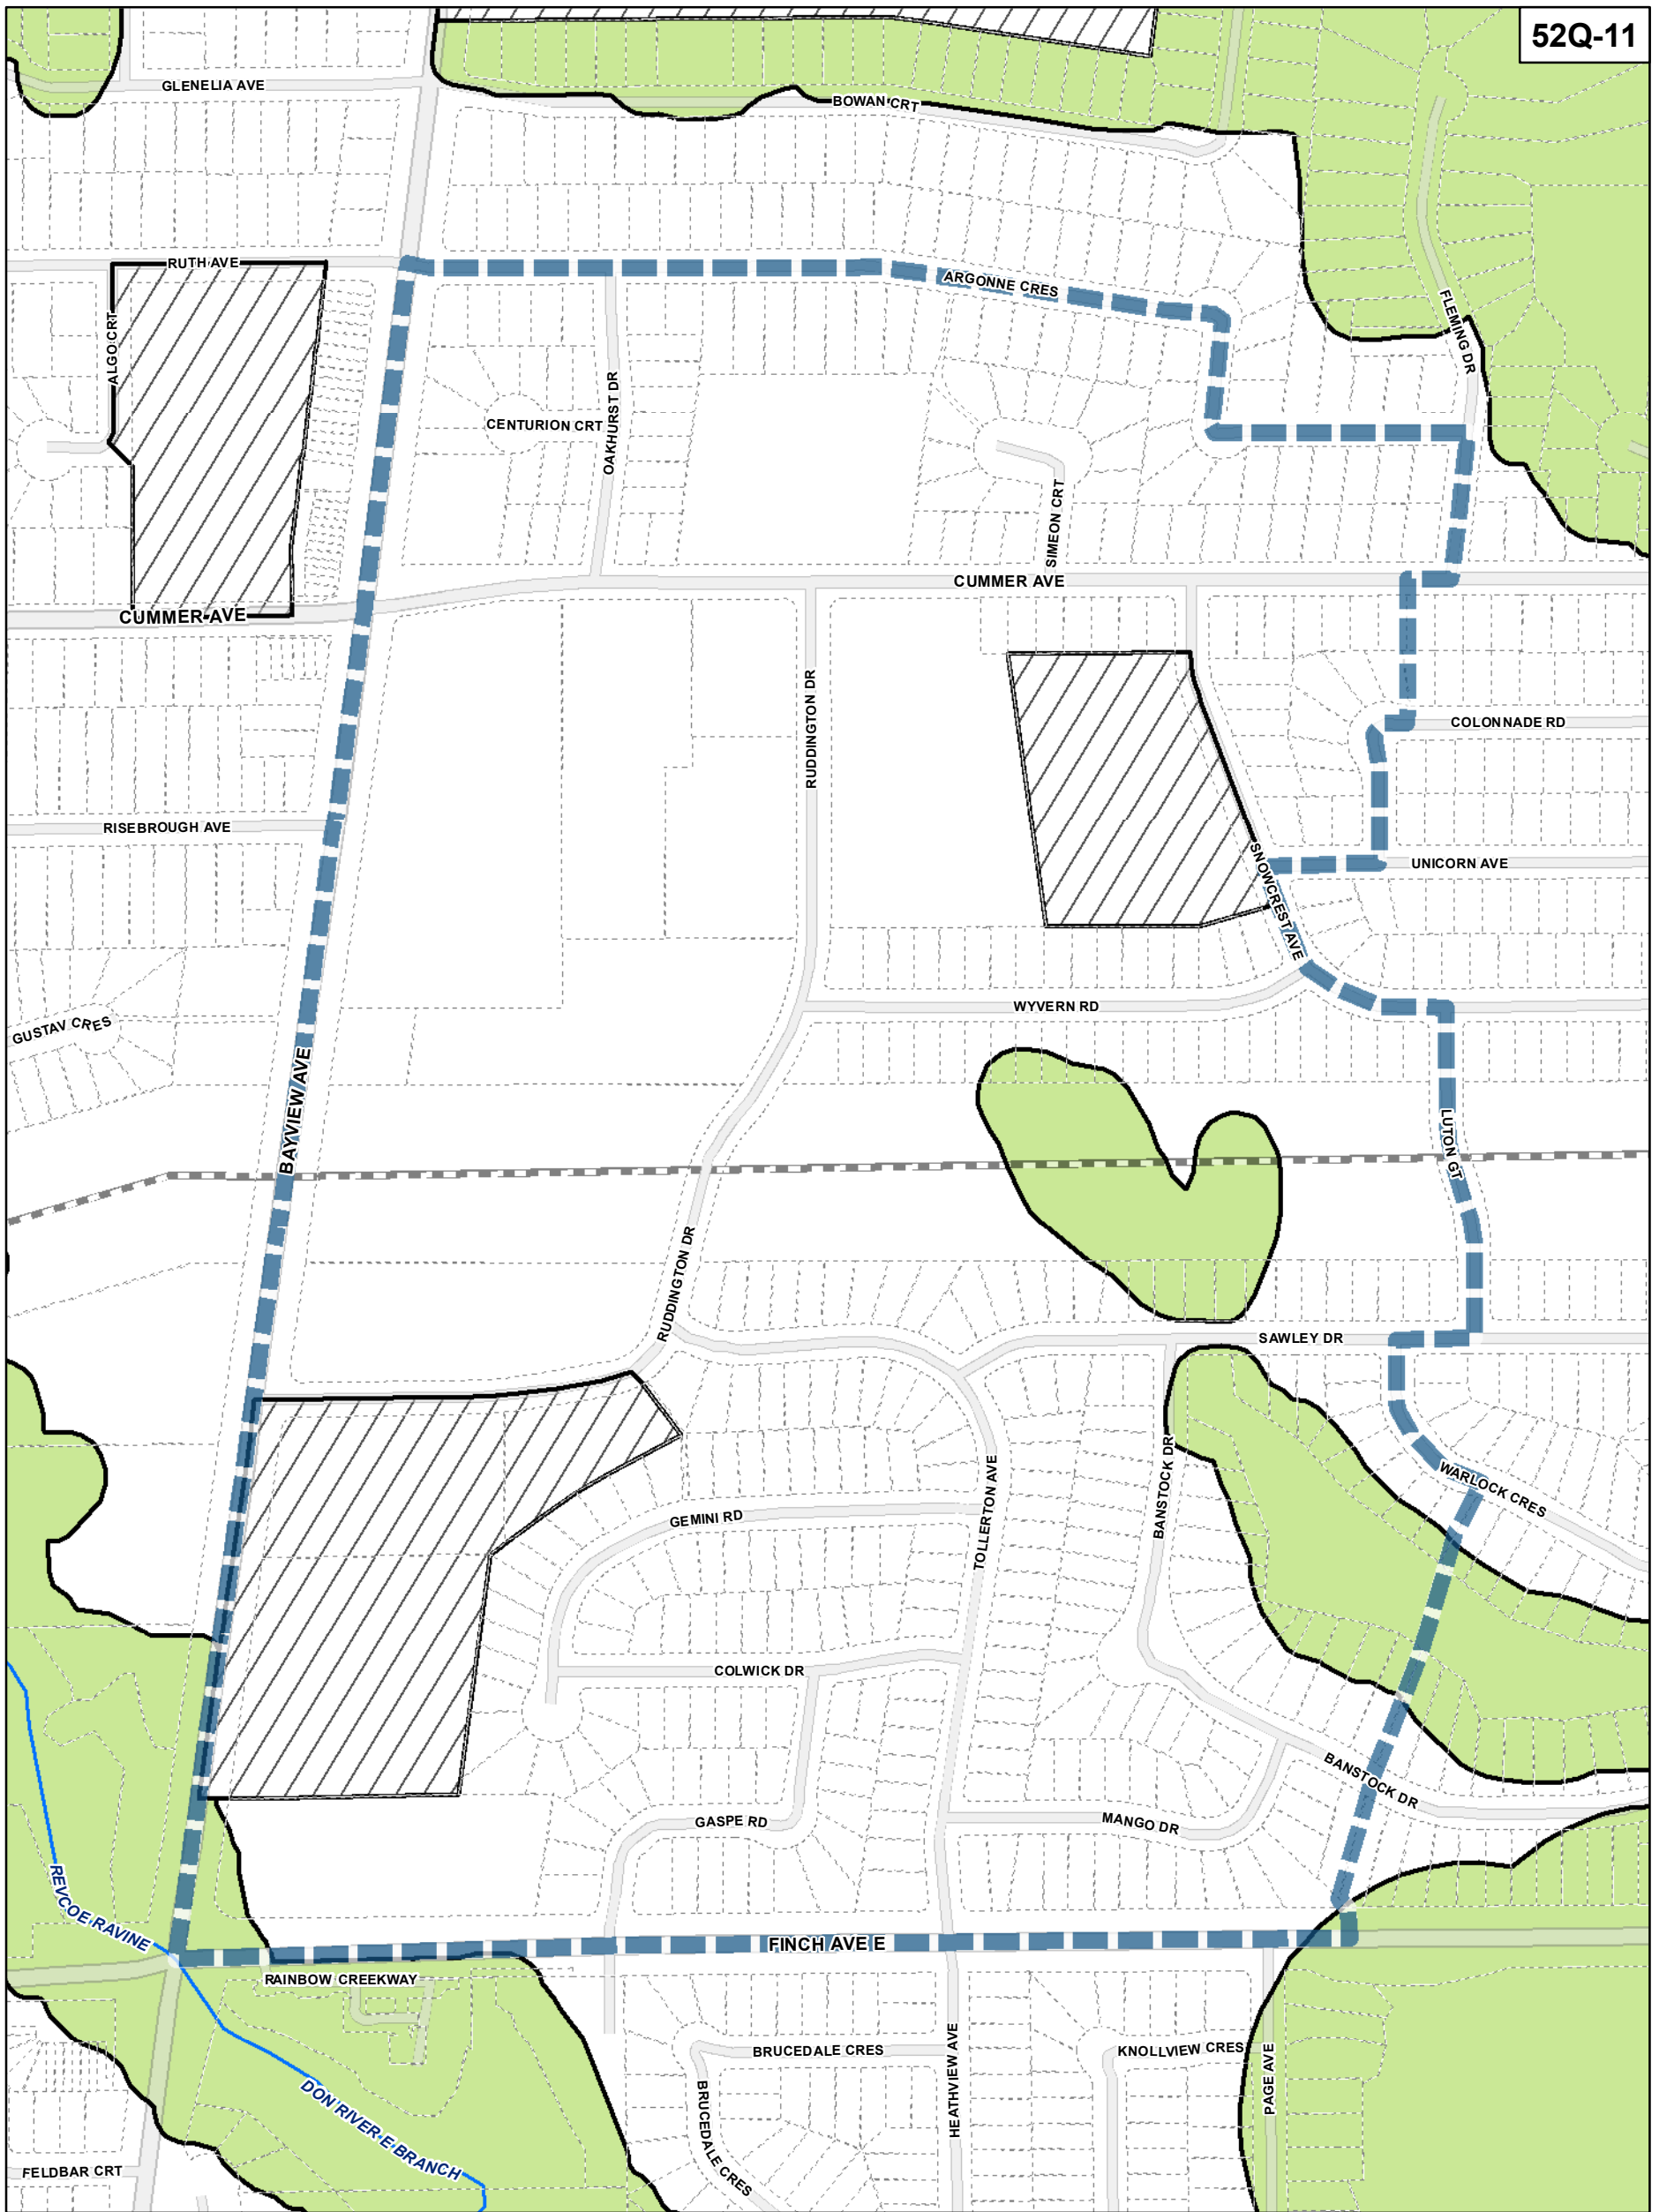 52Q-11
GLENELIA AVE
BOWAN CRT
RUTH AVE
ARGONNE CRES
FLEMING DR
ALGO CRT
CENTURION CRT
OAKHURST DR
SIMEON CRT
CUMMER AVE
CUMMER AVE
RUDDINGTON DR
COLONNADE RD
RISEBROUGH AVE
SNOWCREST AVE
UNICORN AVE
WYVERN RD
GUSTAV CRES
BAYVIEW AVE
LUTON GT
RUDDINGTON DR
SAWLEY DR
WARLOCK CRES
BANSTOCK DR
TOLLERTON AVE
GEMINI RD
COLWICK DR
BANSTOCK DR
GASPE RD
MANGO DR
REVCOE RAVINE
FINCH AVE E
RAINBOW CREEKWAY
BRUCEDALE CRES
KNOLLVIEW CRES
HEATHVIEW AVE
PAGE AVE
BRUCEDALE CRES
DON RIVER E BRANCH
FELDBAR CRT